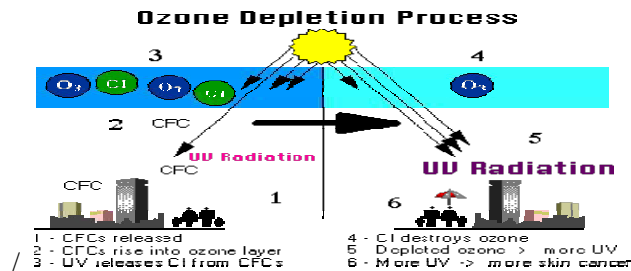 Ozone Depletion Process
3
4
O3
Cl
O3
Cl
O3
2
CFC
5
UV Radiation
UV Radiation
CFC
CFC
1
6
1 - CFCs released
2 - CFCs rise into ozone layer
3 - UV releases Cl from CFCs
4 - Cl destroys ozone
5 - Depleted ozone -> more UV
6 - More UV -> more skin cancer
/